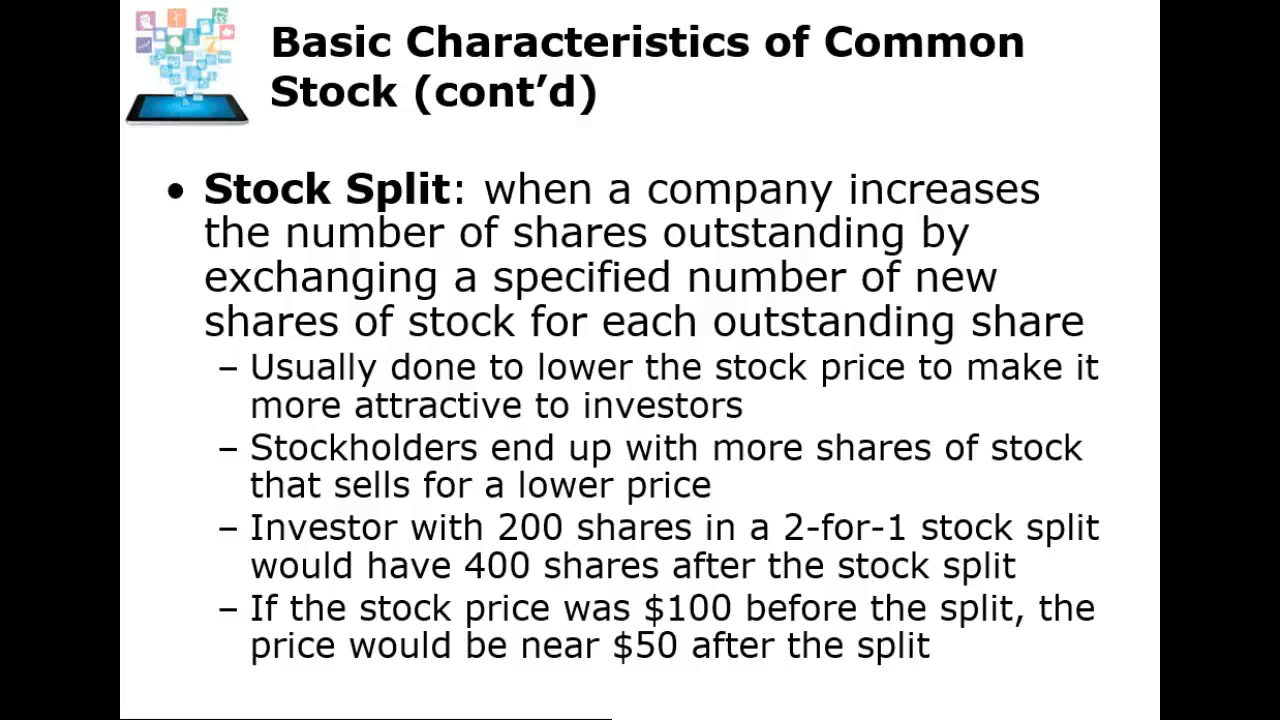 Basic Characteristics of Common
Stock (cont’d)
• Stock Split: when a company increases
the number of shares outstanding by
exchanging a specified number of new
shares of stock for each outstanding share
– Usually done to lower the stock price to make it
more attractive to investors
– Stockholders end up with more shares of stock
that sells for a lower price
– Investor with 200 shares in a 2-for-1 stock split
would have 400 shares after the stock split
– If the stock price was $100 before the split, the
price would be near $50 after the split